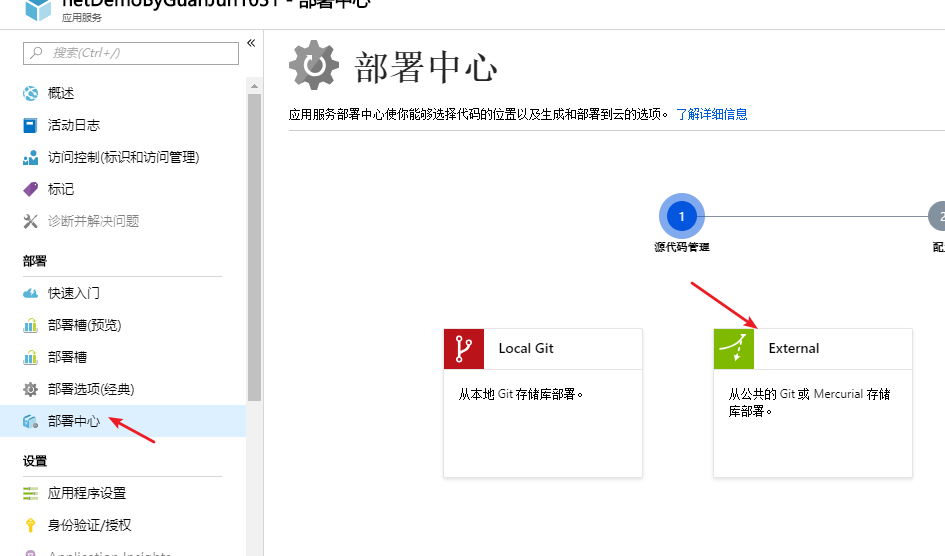 netDemoByGuanJun1031 - 部署中心
应用服务
搜索(Ctrl+/)
«
概述
活动日志
访问控制(标识和访问管理)
标记
诊断并解决问题
部署
快速入门
部署槽(预览)
部署槽
部署选项(经典)
部署中心
设置
应用程序设置
身份验证/授权
Application Insights
部署中心
应用服务部署中心使你能够选择代码的位置以及生成和部署到云的选项。 了解详细信息
1
2
源代码管理
配
Local Git
从本地 Git 存储库部署。
External
从公共的 Git 或 Mercurial 存储
库部署。